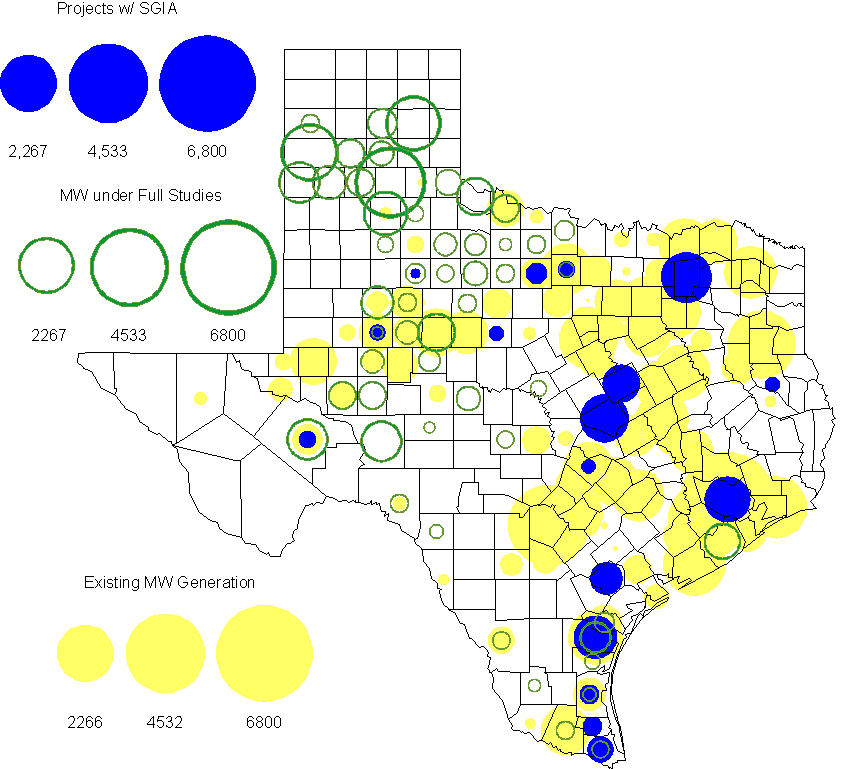 Projects w/ SGIA
2,267 4,533 6,800
MW under Full Studies
2267 4533 6800
Existing MW Generation
2266 4532 6800